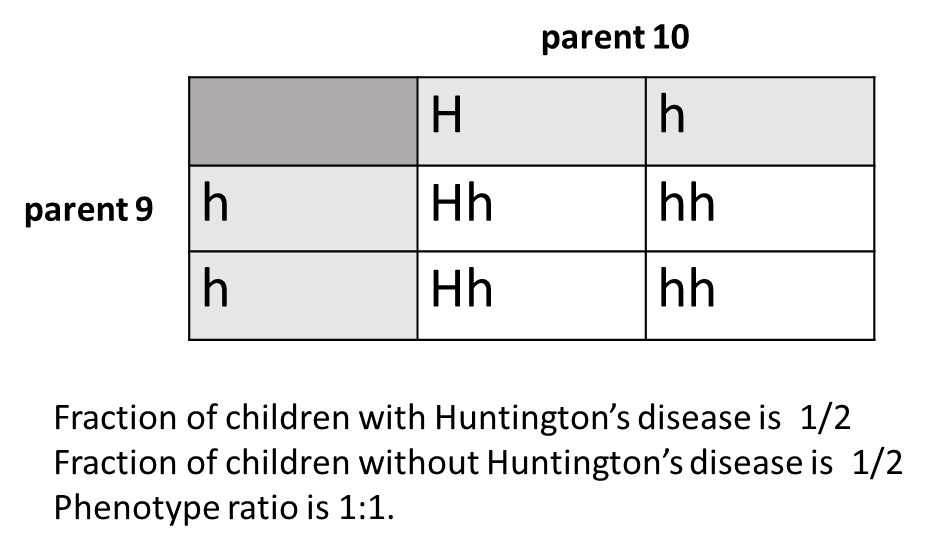 parent 10
H h
parent 9 h Hh hh
h Hh hh
Fraction of children with Huntington’s disease is 1/2
Fraction of children without Huntington’s disease is 1/2
Phenotype ratio is 1:1.